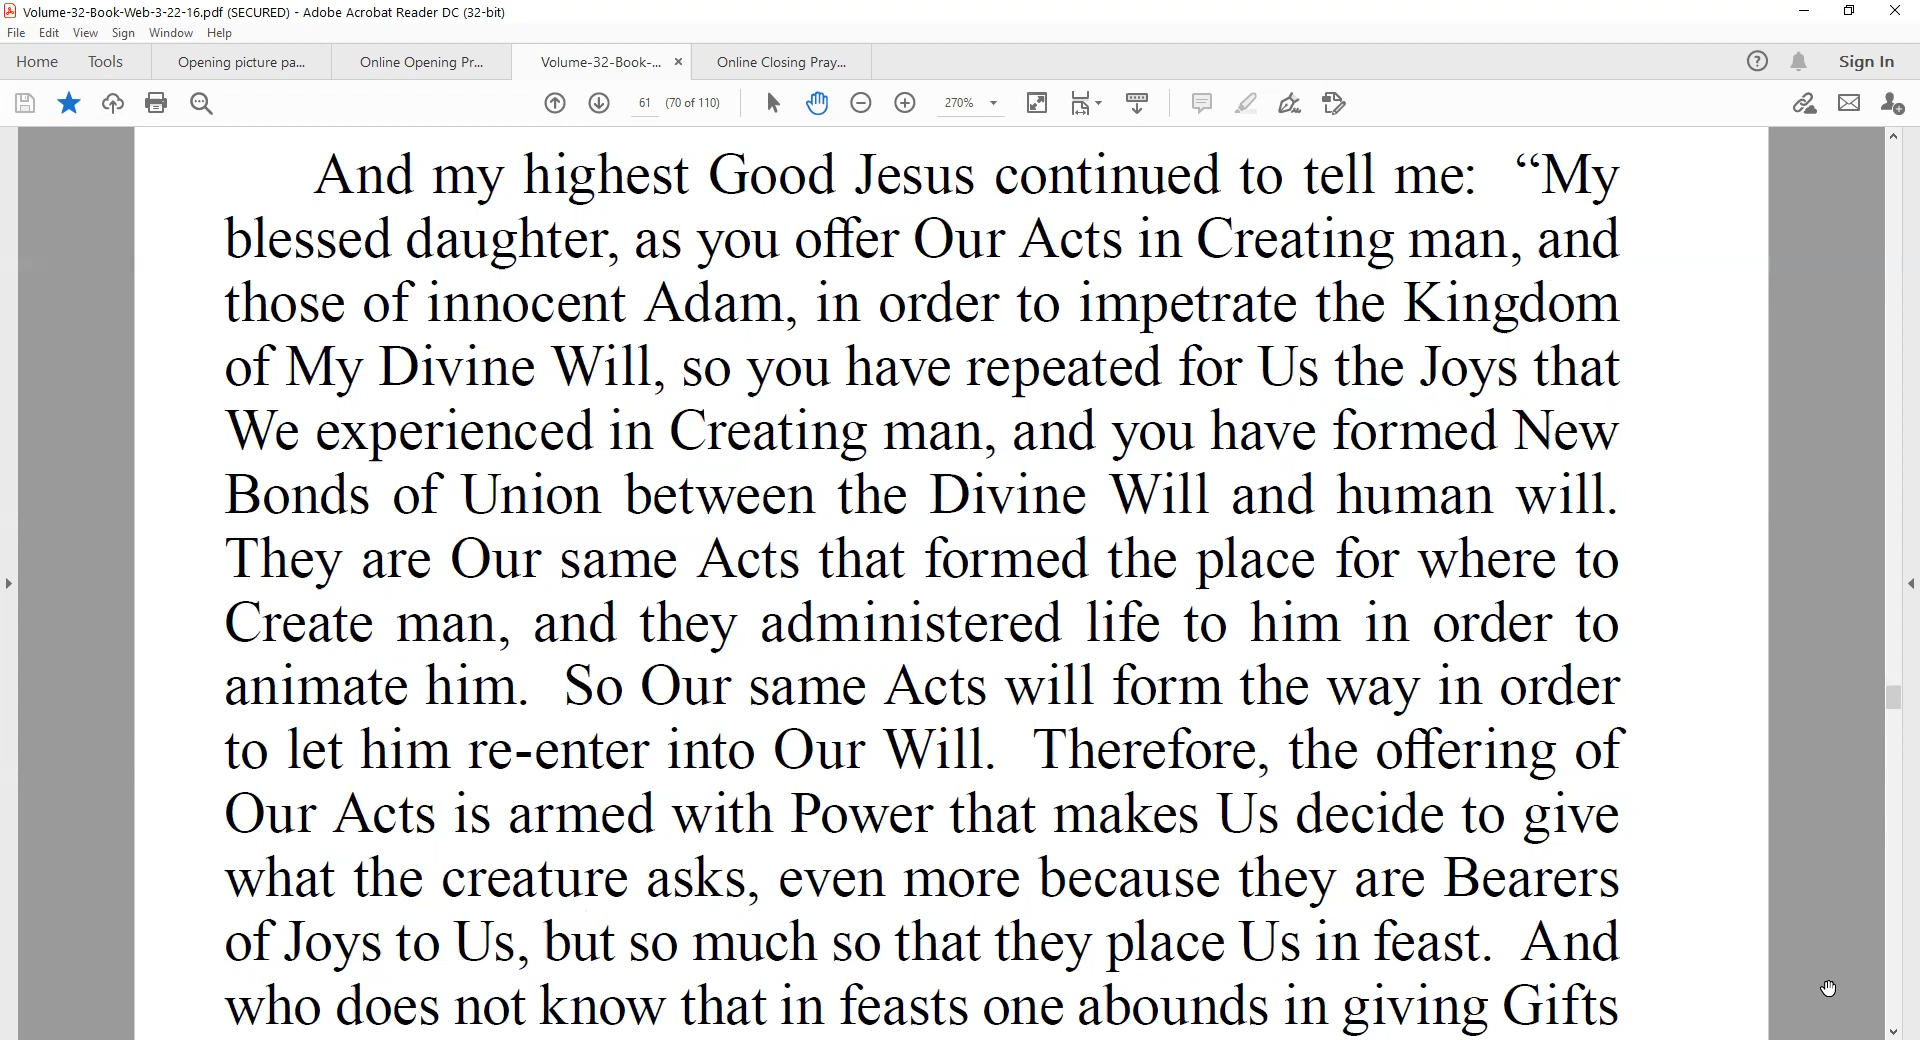 Volume-32-Book-Web-3-22-16.pdf (SECURED) - Adobe Acrobat Reader DC (32-bit)
File Edit View Sign Window Help
Home Tools Opening picture pa... Online Opening Pr... Volume-32-Book-... × Online Closing Pray... Sign In
61 (70 of 110) 270%
And my highest Good Jesus continued to tell me: “My
blessed daughter, as you offer Our Acts in Creating man, and
those of innocent Adam, in order to impetrate the Kingdom
of My Divine Will, so you have repeated for Us the Joys that
We experienced in Creating man, and you have formed New
Bonds of Union between the Divine Will and human will.
They are Our same Acts that formed the place for where to
Create man, and they administered life to him in order to
animate him. So Our same Acts will form the way in order
to let him re-enter into Our Will. Therefore, the offering of
Our Acts is armed with Power that makes Us decide to give
what the creature asks, even more because they are Bearers
of Joys to Us, but so much so that they place Us in feast. And
who does not know that in feasts one abounds in giving Gifts